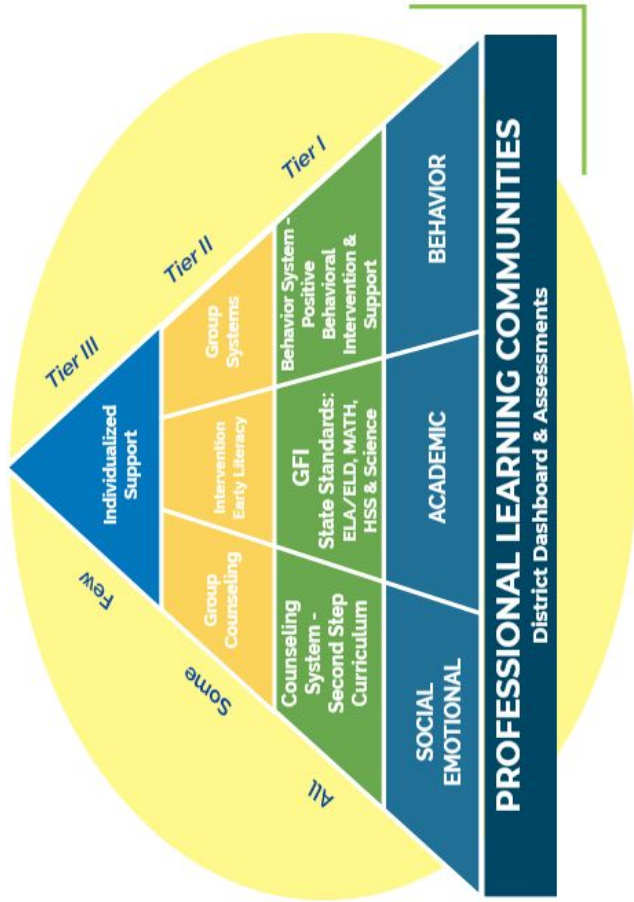 Tier III
Tier II
Tier I
Few
Some
All
Individualized
Support
Group
Counseling
Intervention
Early Literacy
Group
Systems
Counseling
System -
Second Step
Curriculum
GFI
State Standards:
ELA/ELD, MATH,
HSS & Science
Behavior System -
Positive
Behavioral
Intervention &
Support
SOCIAL
EMOTIONAL
ACADEMIC
BEHAVIOR
PROFESSIONAL LEARNING COMMUNITIES
District Dashboard & Assessments